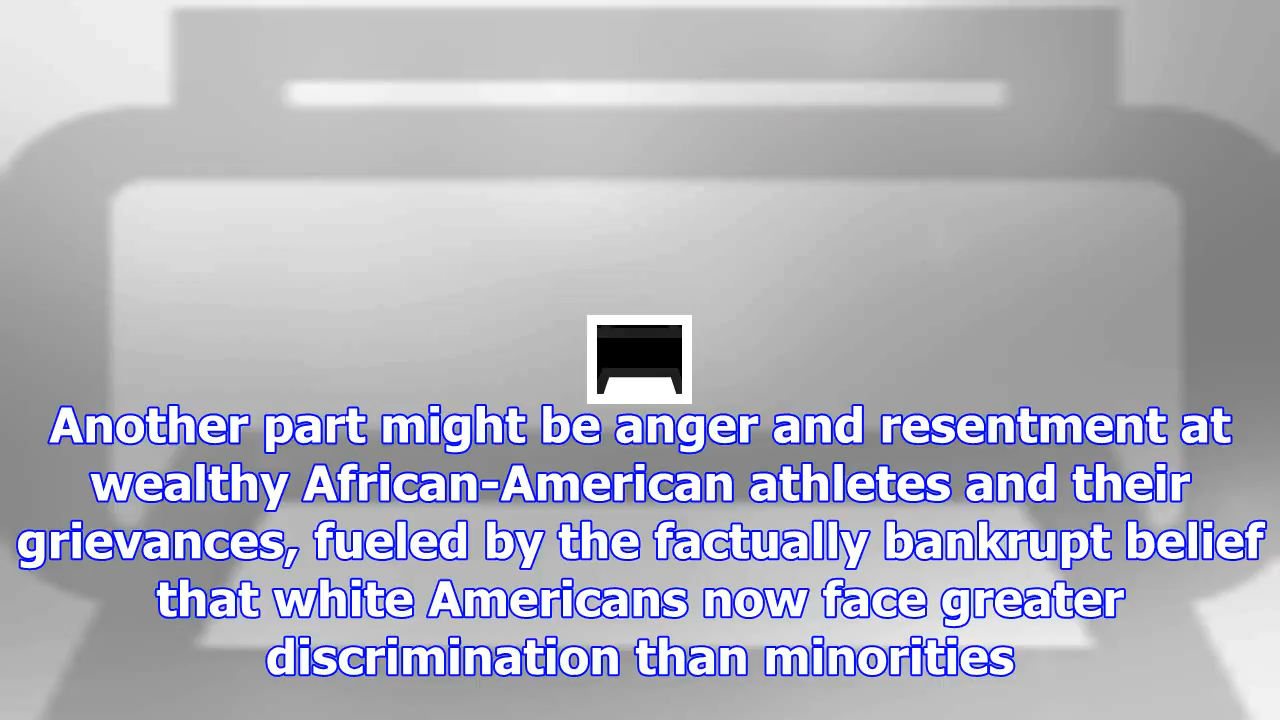 Another part might be anger and resentment at
wealthy African-American athletes and their
grievances, fueled by the factually bankrupt belief
that white Americans now face greater
discrimination than minorities